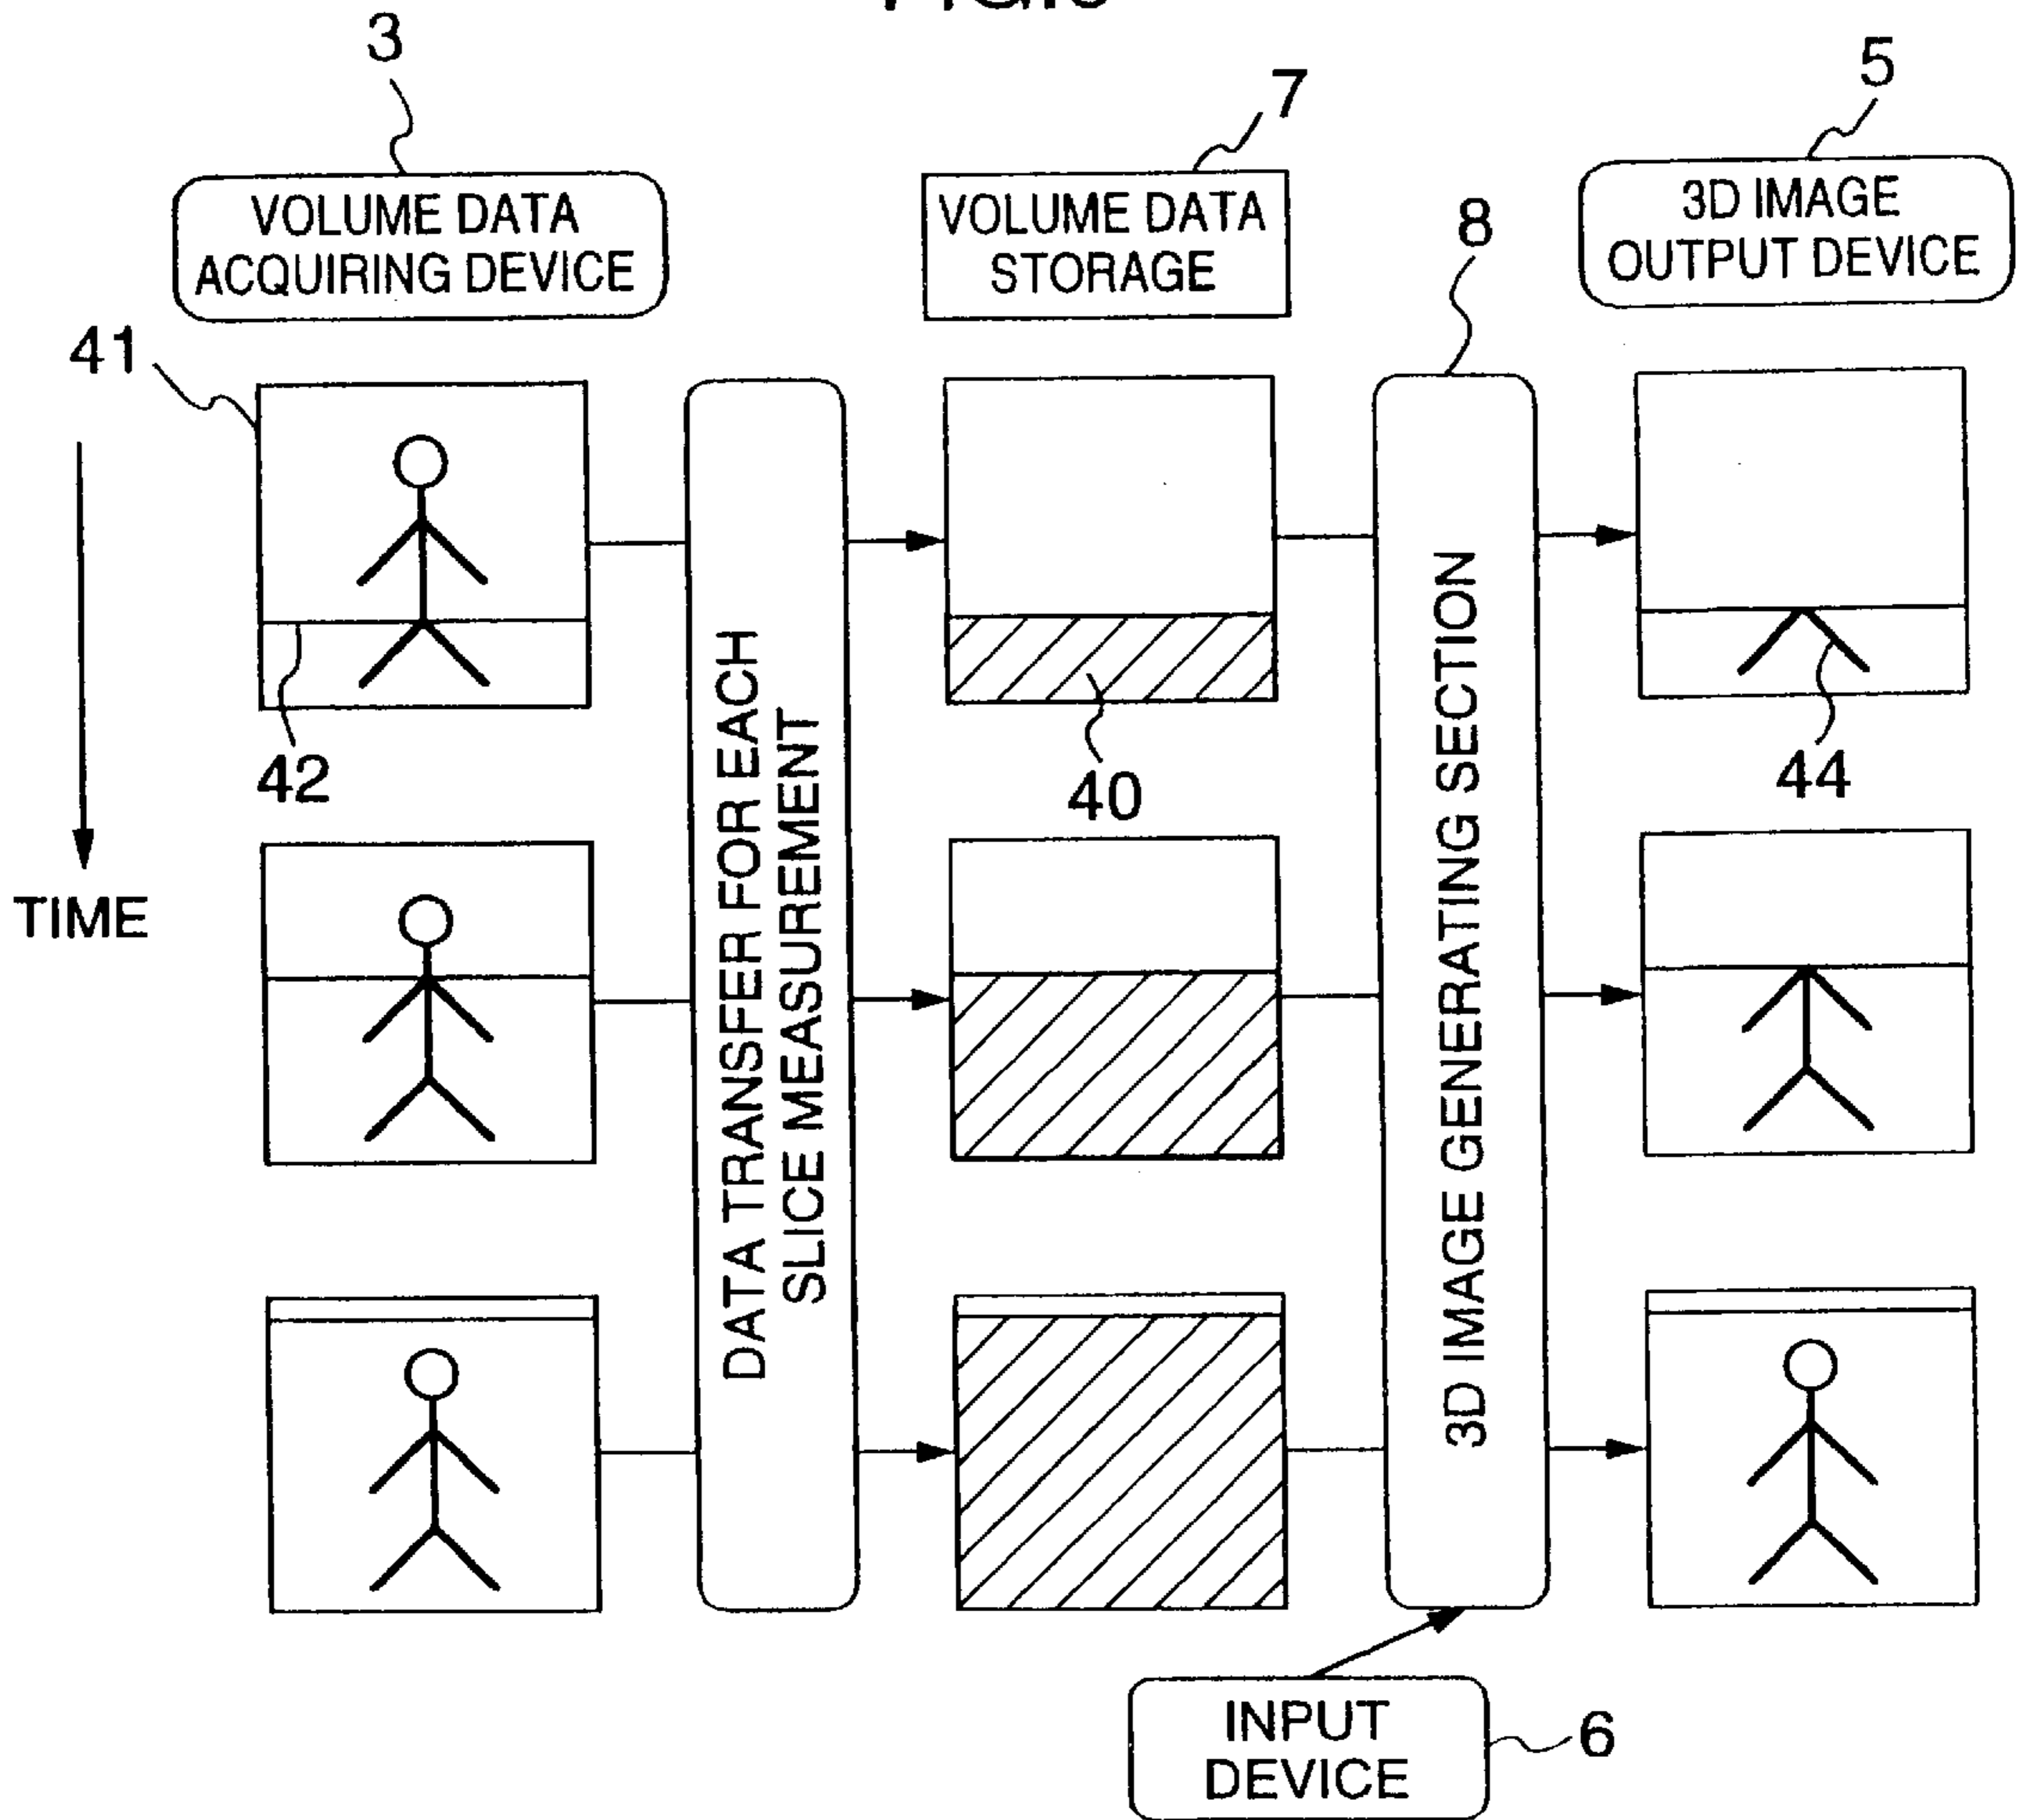 3
7
5
VOLUME DATA
ACQUIRING DEVICE
VOLUME DATA
STORAGE
8
3D IMAGE
OUTPUT DEVICE
41
42
40
44
TIME
DATA TRANSFER FOR EACH
SLICE MEASUREMENT
3D IMAGE GENERATING SECTION
INPUT
DEVICE
6